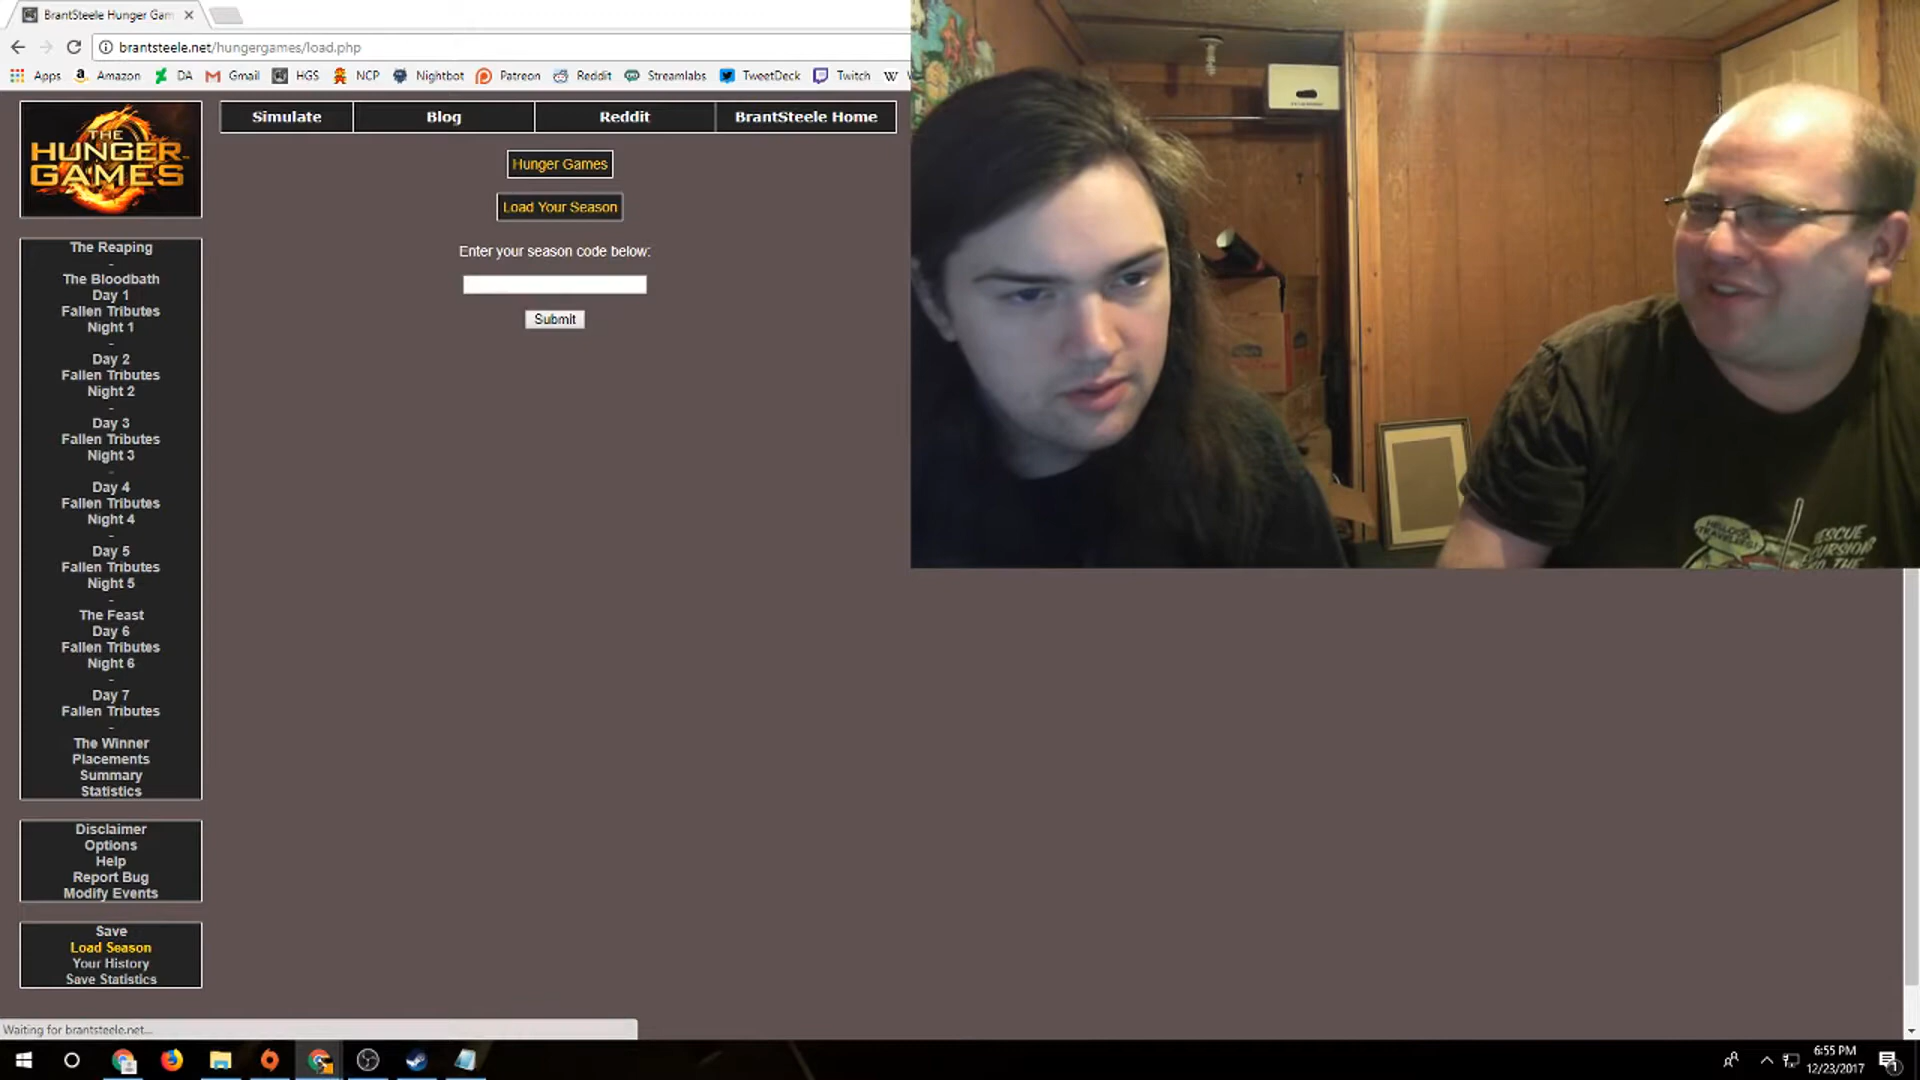 BrantSteele Hunger Gam
brantsteele.net/hungergames/load.php
Apps Amazon DA Gmail HGS NCP Nightbot Patreon Reddit Streamlabs TweetDeck Twitch
THE
HUNGER
GAMES
Simulate Blog Reddit BrantSteele Home
Hunger Games
Load Your Season
Enter your season code below:
Submit
The Reaping
-
The Bloodbath
Day 1
Fallen Tributes
Night 1
-
Day 2
Fallen Tributes
Night 2
-
Day 3
Fallen Tributes
Night 3
-
Day 4
Fallen Tributes
Night 4
-
Day 5
Fallen Tributes
Night 5
-
The Feast
Day 6
Fallen Tributes
Night 6
-
Day 7
Fallen Tributes
-
The Winner
Placements
Summary
Statistics
Disclaimer
Options
Help
Report Bug
Modify Events
Save
Load Season
Your History
Save Statistics
Waiting for brantsteele.net...
6:55 PM
12/23/2017